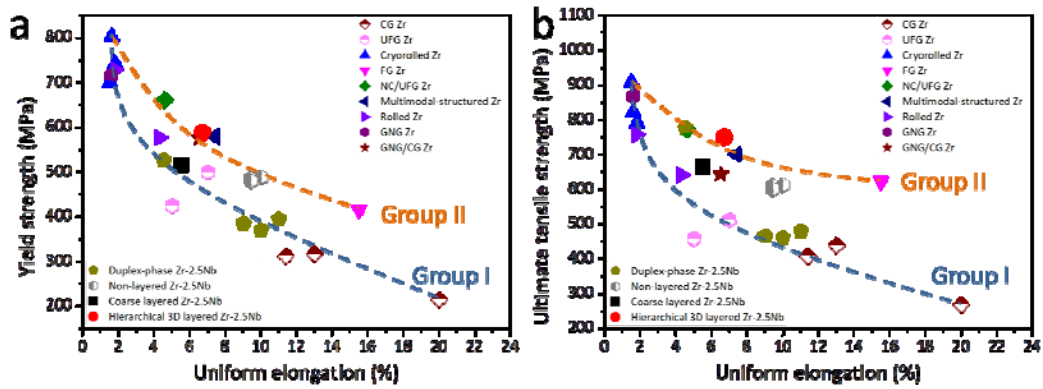 a
Yield strength (MPa)
800
700
600
500
400
300
200
0 2 4 6 8 10 12 14 16 18 20 22 24
Uniform elongation (%)
CG Zr
UFG Zr
Cryorolled Zr
FG Zr
NC/UFG Zr
Multimodal-structured Zr
Rolled Zr
GNG Zr
GNG/CG Zr
Group II
Group I
Duplex-phase Zr-2.5Nb
Non-layered Zr-2.5Nb
Coarse layered Zr-2.5Nb
Hierarchical 3D layered Zr-2.5Nb
b
Ultimate tensile strength (MPa)
1100
1000
900
800
700
600
500
400
300
200
0 2 4 6 8 10 12 14 16 18 20 22 24
Uniform elongation (%)
CG Zr
UFG Zr
Cryorolled Zr
FG Zr
NC/UFG Zr
Multimodal-structured Zr
Rolled Zr
GNG Zr
GNG/CG Zr
Group II
Group I
Duplex-phase Zr-2.5Nb
Non-layered Zr-2.5Nb
Coarse layered Zr-2.5Nb
Hierarchical 3D layered Zr-2.5Nb